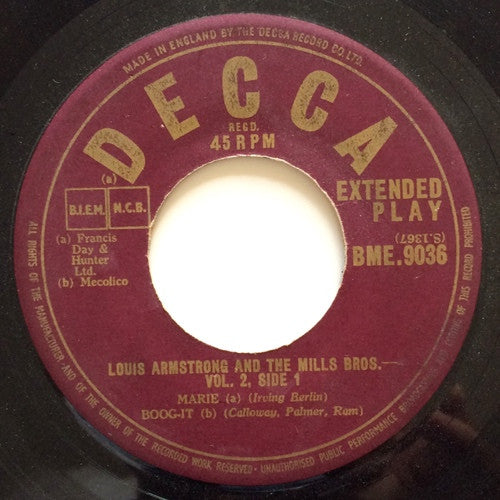 MADE IN ENGLAND BY THE DECCA RECORD CO. LTD.
DECCA
REGD.
45 RPM
(a)
B.I.E.M. N.C.B.
(a) Francis
Day &
Hunter
Ltd.
(b) Mecolico
EXTENDED
PLAY
(S.1367)
BME.9036
LOUIS ARMSTRONG AND THE MILLS BROS.—
VOL. 2, SIDE 1
MARIE (a) (Irving Berlin)
BOOG-IT (b) (Calloway, Palmer, Ram)
ALL RIGHTS OF THE MANUFACTURER AND OF THE OWNER OF THE RECORDED WORK RESERVED · UNAUTHORISED PUBLIC PERFORMANCE BROADCASTING AND COPYING OF THIS RECORD PROHIBITED